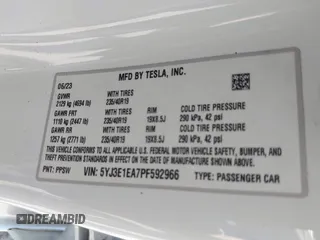 MFD BY TESLA, INC.
06/23
GVWR WITH TIRES
2129 kg (4694 lb) 235/40R19
GAWR FRT WITH TIRES RIM COLD TIRE PRESSURE
1110 kg (2447 lb) 235/40R19 19X8.5J 290 kPa, 42 psi
GAWR RR WITH TIRES RIM COLD TIRE PRESSURE
1257 kg (2771 lb) 235/40R19 19X8.5J 290 kPa, 42 psi
THIS VEHICLE CONFORMS TO ALL APPLICABLE FEDERAL MOTOR VEHICLE SAFETY, BUMPER, AND
THEFT PREVENTION STANDARDS IN EFFECT ON THE DATE OF MANUFACTURE SHOWN ABOVE.
PNT: PPSW VIN: 5YJ3E1EA7PF592966 TYPE: PASSENGER CAR
DREAMBID